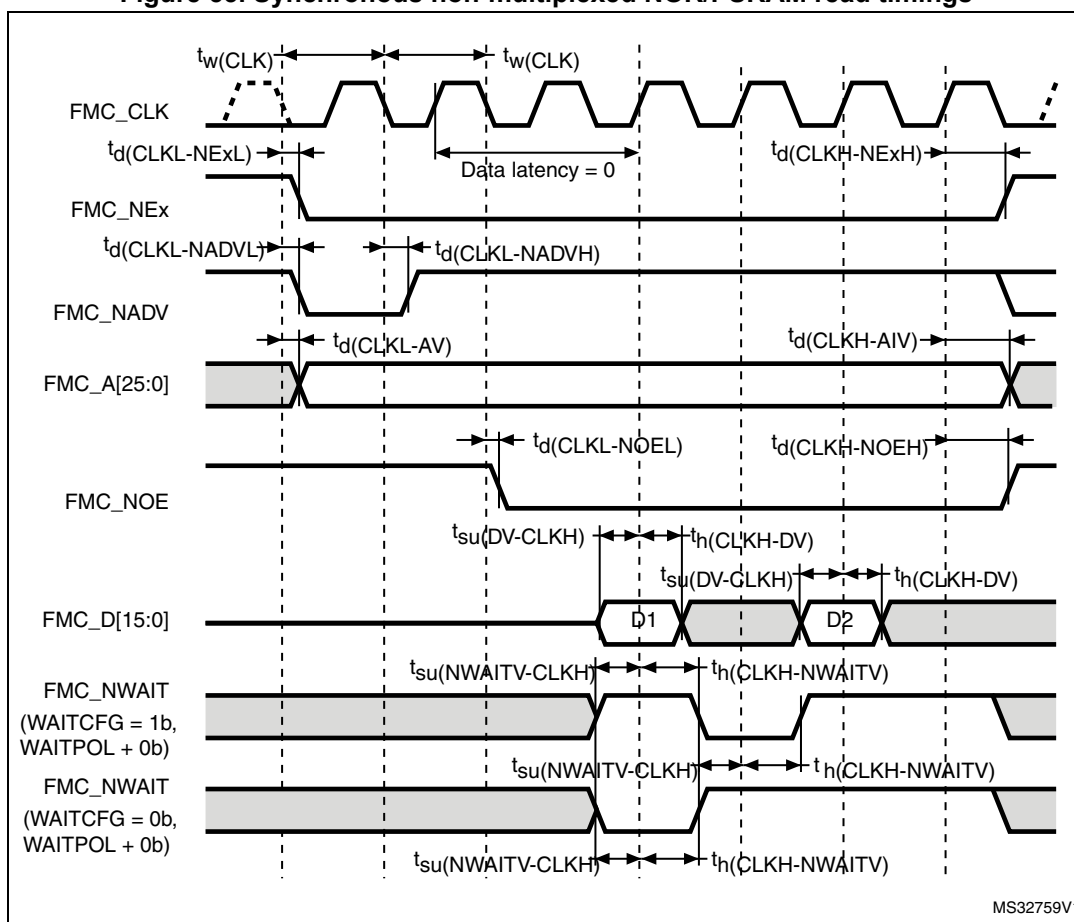 Figure 58. Synchronous non-multiplexed NOR/PSRAM read timings
tw(CLK) tw(CLK)
FMC_CLK
td(CLKL-NExL) Data latency = 0 td(CLKH-NExH)
FMC_NEx
td(CLKL-NADVL) td(CLKL-NADVH)
FMC_NADV
td(CLKL-AV) td(CLKH-AIV)
FMC_A[25:0]
td(CLKL-NOEL) td(CLKH-NOEH)
FMC_NOE
tsu(DV-CLKH) th(CLKH-DV)
tsu(DV-CLKH) th(CLKH-DV)
FMC_D[15:0] D1 D2
tsu(NWAITV-CLKH) th(CLKH-NWAITV)
FMC_NWAIT
(WAITCFG = 1b,
WAITPOL + 0b)
tsu(NWAITV-CLKH) th(CLKH-NWAITV)
FMC_NWAIT
(WAITCFG = 0b,
WAITPOL + 0b)
tsu(NWAITV-CLKH) th(CLKH-NWAITV)
MS32759V1